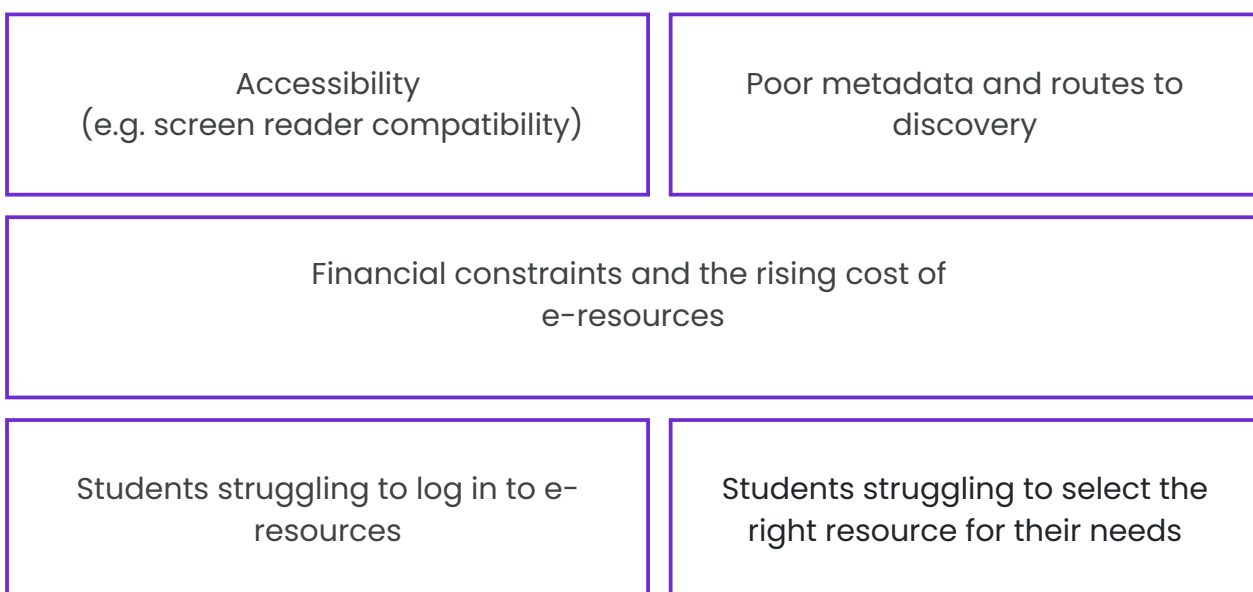 Accessibility
(e.g. screen reader compatibility)
Poor metadata and routes to
discovery
Financial constraints and the rising cost of
e-resources
Students struggling to log in to e-
resources
Students struggling to select the
right resource for their needs